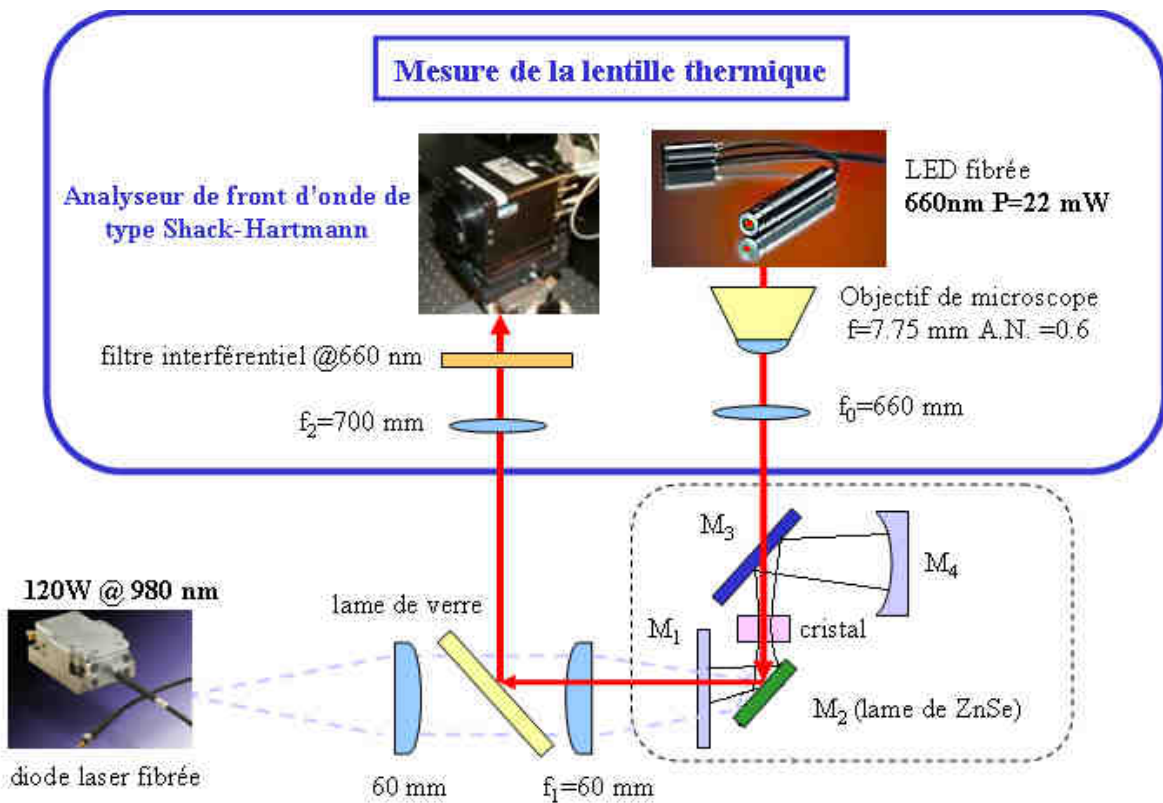 Mesure de la lentille thermique
Analyseur de front d'onde de
type Shack-Hartmann
LED fibrée
660nm P=22 mW
Objectif de microscope
f=7.75 mm A.N. =0.6
filtre interférentiel @660 nm
f2=700 mm
f0=660 mm
M3
M4
120W @ 980 nm
lame de verre
M1
cristal
M2 (lame de ZnSe)
diode laser fibrée
60 mm
f1=60 mm